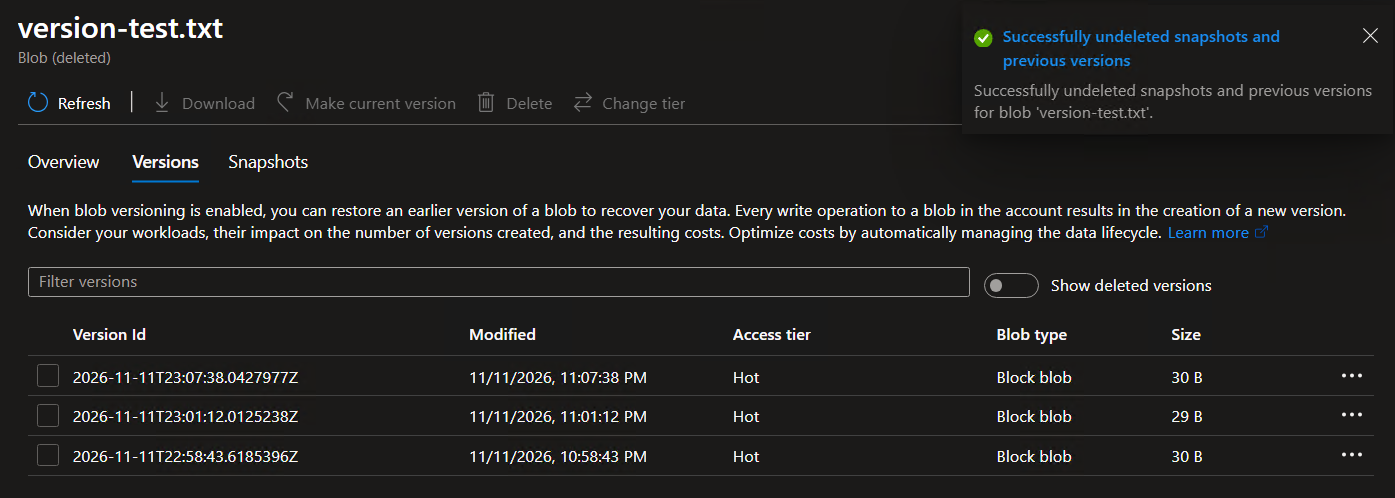 version-test.txt
Blob (deleted)
Successfully undeleted snapshots and
previous versions
Successfully undeleted snapshots and previous versions
for blob 'version-test.txt'.
Refresh Download Make current version Delete Change tier
Overview Versions Snapshots
When blob versioning is enabled, you can restore an earlier version of a blob to recover your data. Every write operation to a blob in the account results in the creation of a new version.
Consider your workloads, their impact on the number of versions created, and the resulting costs. Optimize costs by automatically managing the data lifecycle. Learn more
Filter versions Show deleted versions
Version Id Modified Access tier Blob type Size
2026-11-11T23:07:38.0427977Z 11/11/2026, 11:07:38 PM Hot Block blob 30 B
2026-11-11T23:01:12.0125238Z 11/11/2026, 11:01:12 PM Hot Block blob 29 B
2026-11-11T22:58:43.6185396Z 11/11/2026, 10:58:43 PM Hot Block blob 30 B